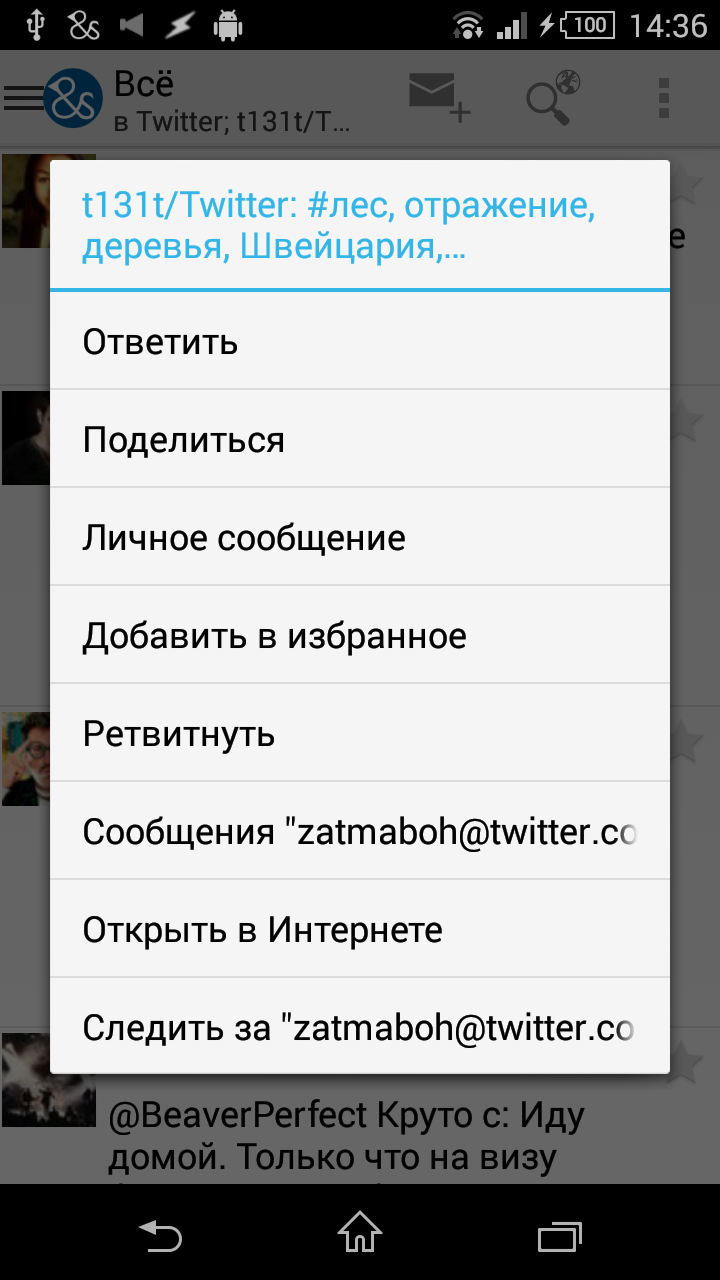 100 14:36
Всё
в Twitter; t131t/T...
t131t/Twitter: #лес, отражение,
деревья, Швейцария,...
е
Ответить
Поделиться
Личное сообщение
Добавить в избранное
Ретвитнуть
Сообщения "zatmaboh@twitter.co
Открыть в Интернете
Следить за "zatmaboh@twitter.co
@BeaverPerfect Круто с: Иду
домой. Только что на визу